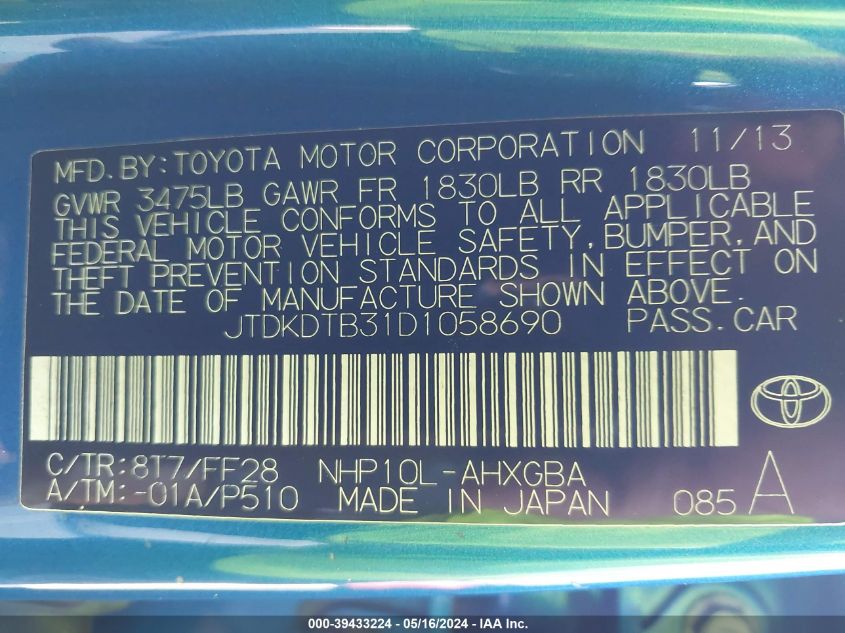 MFD. BY: TOYOTA MOTOR CORPORATION 11/13
GVWR 3475LB GAWR FR 1830LB RR 1830LB
THIS VEHICLE CONFORMS TO ALL APPLICABLE
FEDERAL MOTOR VEHICLE SAFETY, BUMPER, AND
THEFT PREVENTION STANDARDS IN EFFECT ON
THE DATE OF MANUFACTURE SHOWN ABOVE.
JTDKDTB31D1058690 PASS. CAR
C/TR: 8T7/FF28 NHP10L-AHXGBA
A/TM: -01A/P510 MADE IN JAPAN 085 A
000-39433224 - 05/16/2024 - IAA Holdings, LLC.